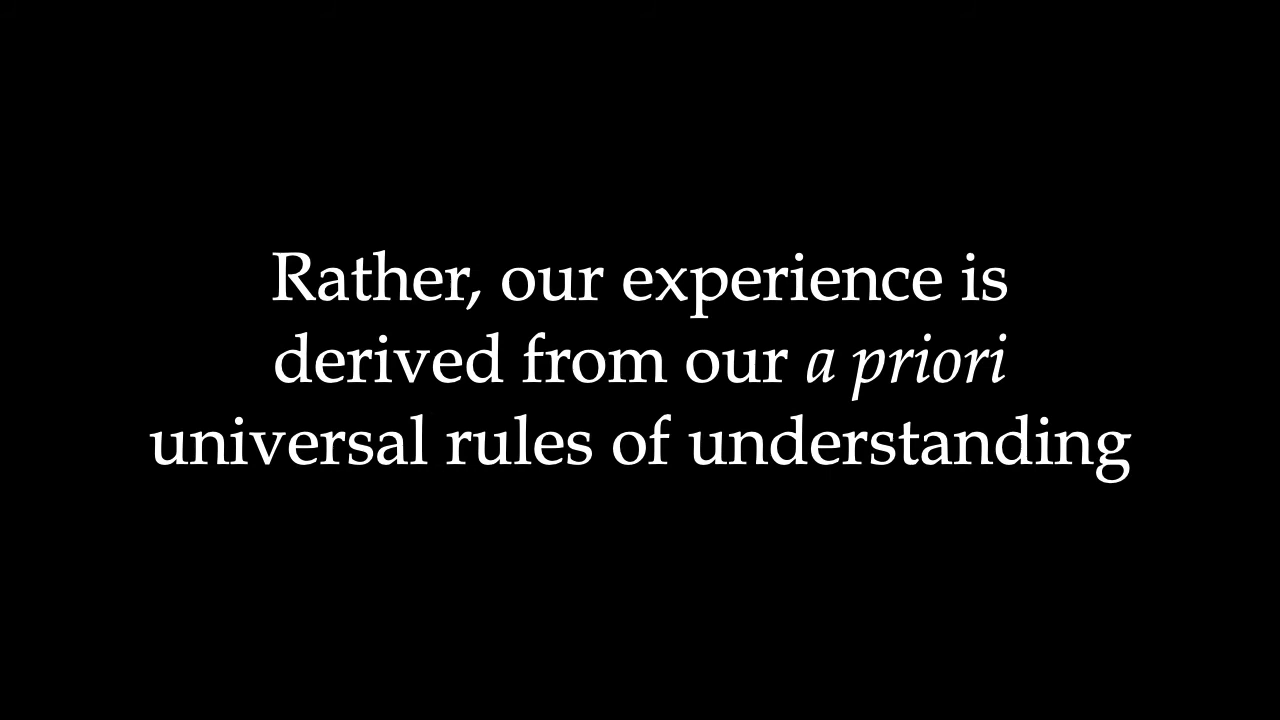 Rather, our experience is
derived from our a priori
universal rules of understanding